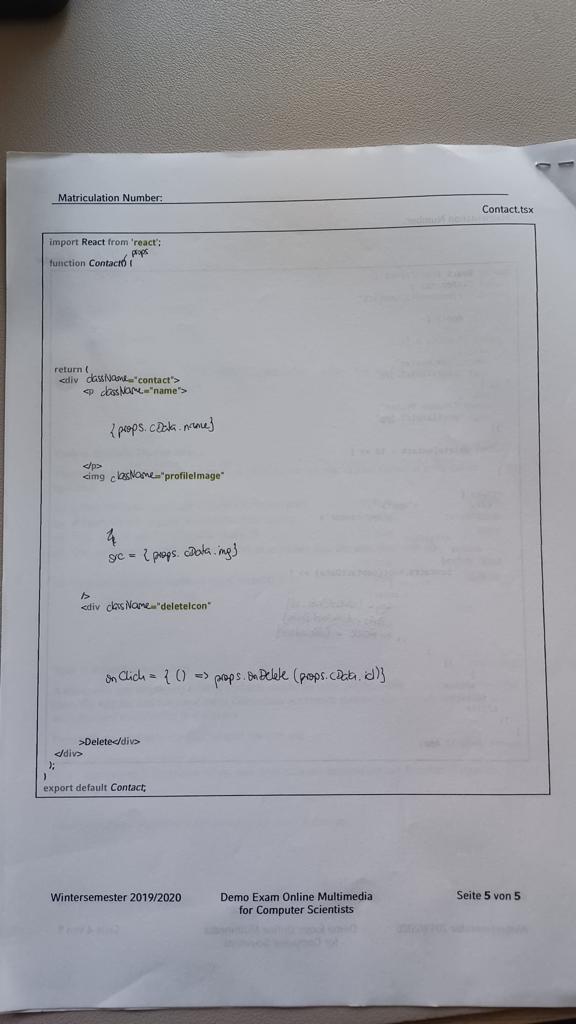 Matriculation Number:
Contact.tsx
import React from 'react';
props
function Contact() {
return (
<div className="contact">
<p className="name">
{props.cData.name}
</p>
<img className="profileImage"
src = {props.cData.img}
/>
<div className="deleteIcon"
onClick = { () => props.onDelete (props.cData.id)}
>Delete</div>
</div>
);
}
export default Contact;
Wintersemester 2019/2020
Demo Exam Online Multimedia
for Computer Scientists
Seite 5 von 5